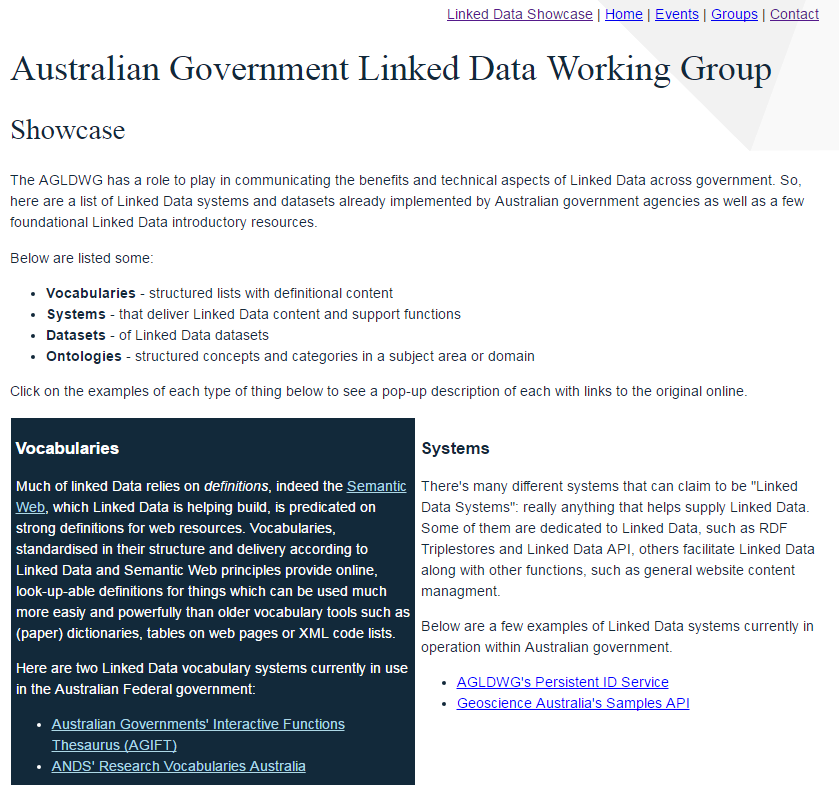 Linked Data Showcase | Home | Events | Groups | Contact
Australian Government Linked Data Working Group
Showcase
The AGLDWG has a role to play in communicating the benefits and technical aspects of Linked Data across government. So,
here are a list of Linked Data systems and datasets already implemented by Australian government agencies as well as a few
foundational Linked Data introductory resources.
Below are listed some:
• Vocabularies - structured lists with definitional content
• Systems - that deliver Linked Data content and support functions
• Datasets - of Linked Data datasets
• Ontologies - structured concepts and categories in a subject area or domain
Click on the examples of each type of thing below to see a pop-up description of each with links to the original online.
Vocabularies
Much of linked Data relies on definitions, indeed the Semantic
Web, which Linked Data is helping build, is predicated on
strong definitions for web resources. Vocabularies,
standardised in their structure and delivery according to
Linked Data and Semantic Web principles provide online,
look-up-able definitions for things which can be used much
more easiy and powerfully than older vocabulary tools such as
(paper) dictionaries, tables on web pages or XML code lists.
Here are two Linked Data vocabulary systems currently in use
in the Australian Federal government:
• Australian Governments' Interactive Functions
Thesaurus (AGIFT)
• ANDS' Research Vocabularies Australia
Systems
There's many different systems that can claim to be "Linked
Data Systems": really anything that helps supply Linked Data.
Some of them are dedicated to Linked Data, such as RDF
Triplestores and Linked Data API, others facilitate Linked Data
along with other functions, such as general website content
managment.
Below are a few examples of Linked Data systems currently in
operation within Australian government.
• AGLDWG's Persistent ID Service
• Geoscience Australia's Samples API